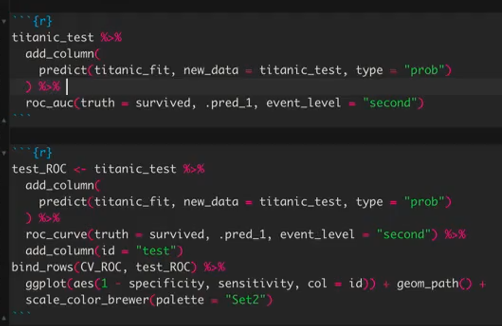 ```{r}
titanic_test %>%
  add_column(
    predict(titanic_fit, new_data = titanic_test, type = "prob")
  ) %>%
  roc_auc(truth = survived, .pred_1, event_level = "second")
```
```{r}
test_ROC <- titanic_test %>%
  add_column(
    predict(titanic_fit, new_data = titanic_test, type = "prob")
  ) %>%
  roc_curve(truth = survived, .pred_1, event_level = "second") %>%
  add_column(id = "test")
bind_rows(CV_ROC, test_ROC) %>%
  ggplot(aes(1 - specificity, sensitivity, col = id)) + geom_path() +
  scale_color_brewer(palette = "Set2")
```